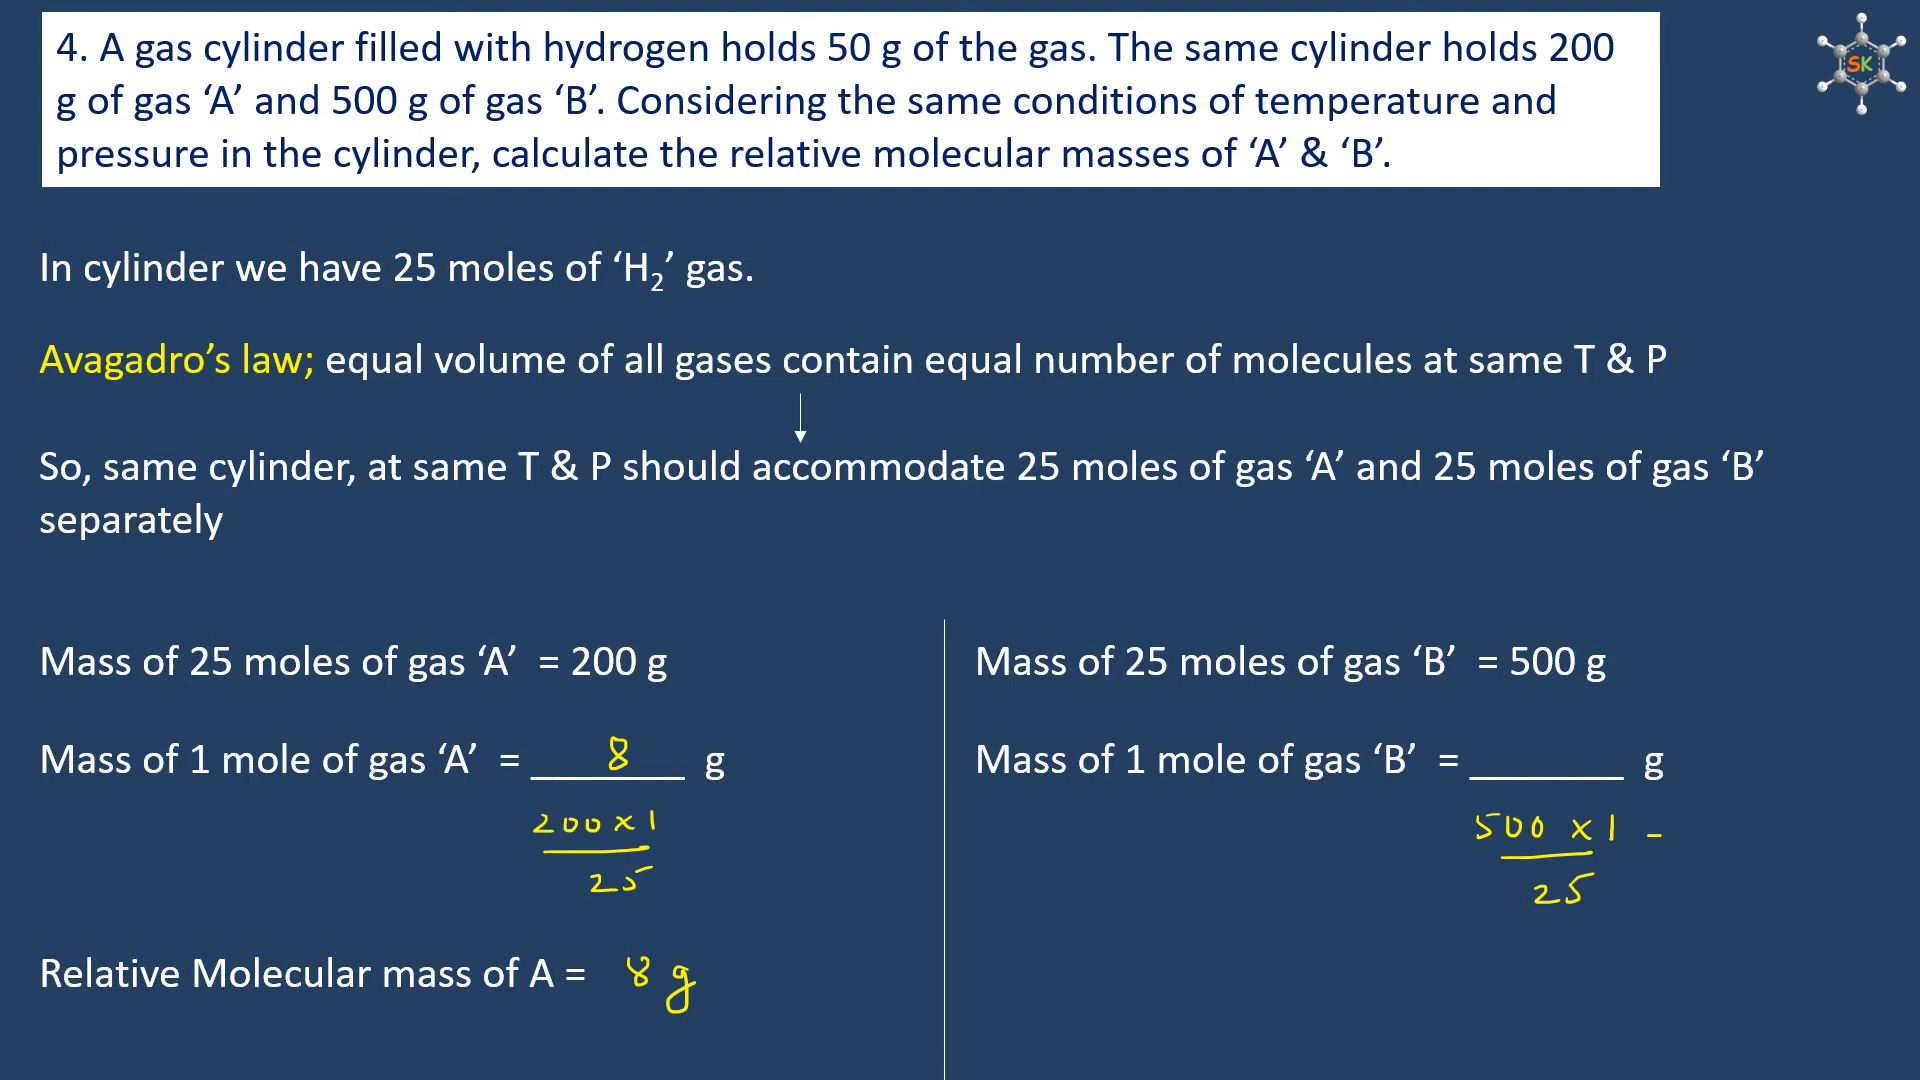 4. A gas cylinder filled with hydrogen holds 50 g of the gas. The same cylinder holds 200
g of gas ‘A’ and 500 g of gas ‘B’. Considering the same conditions of temperature and
pressure in the cylinder, calculate the relative molecular masses of ‘A’ & ‘B’.
SK
In cylinder we have 25 moles of ‘H₂’ gas.
Avagadro’s law; equal volume of all gases contain equal number of molecules at same T & P
So, same cylinder, at same T & P should accommodate 25 moles of gas ‘A’ and 25 moles of gas ‘B’
separately
Mass of 25 moles of gas ‘A’ = 200 g
Mass of 1 mole of gas ‘A’ = ___8___ g
200 x 1
25
Relative Molecular mass of A = 8 g
Mass of 25 moles of gas ‘B’ = 500 g
Mass of 1 mole of gas ‘B’ = _______ g
500 x 1 -
25